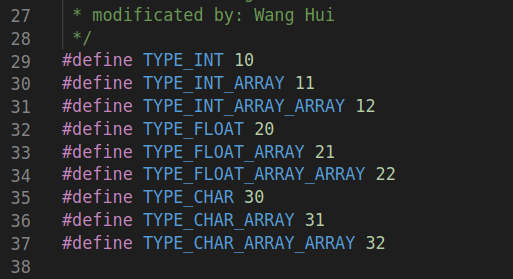 27 * modificated by: Wang Hui
28 */
29 #define TYPE_INT 10
30 #define TYPE_INT_ARRAY 11
31 #define TYPE_INT_ARRAY_ARRAY 12
32 #define TYPE_FLOAT 20
33 #define TYPE_FLOAT_ARRAY 21
34 #define TYPE_FLOAT_ARRAY_ARRAY 22
35 #define TYPE_CHAR 30
36 #define TYPE_CHAR_ARRAY 31
37 #define TYPE_CHAR_ARRAY_ARRAY 32
38